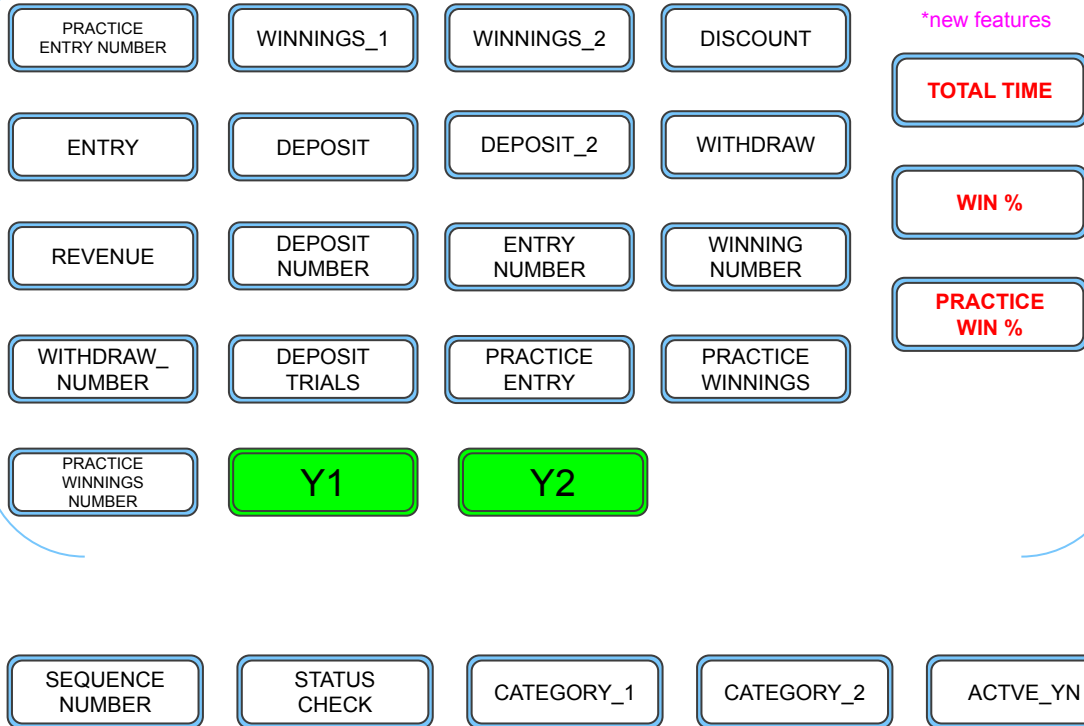 PRACTICE
ENTRY NUMBER
WINNINGS_1
WINNINGS_2
DISCOUNT
*new features
TOTAL TIME
ENTRY
DEPOSIT
DEPOSIT_2
WITHDRAW
WIN %
REVENUE
DEPOSIT
NUMBER
ENTRY
NUMBER
WINNING
NUMBER
PRACTICE
WIN %
WITHDRAW_
NUMBER
DEPOSIT
TRIALS
PRACTICE
ENTRY
PRACTICE
WINNINGS
PRACTICE
WINNINGS
NUMBER
Y1
Y2
SEQUENCE
NUMBER
STATUS
CHECK
CATEGORY_1
CATEGORY_2
ACTVE_YN